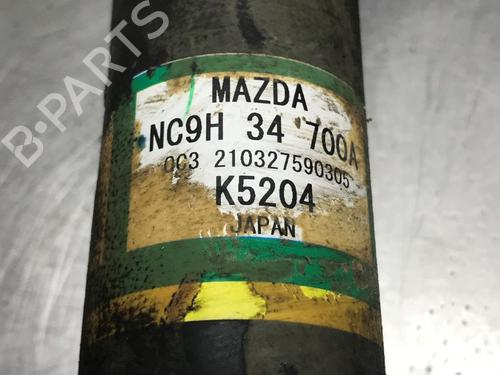 B-PARTS
MAZDA
NC9H 34 700A
0C3 210327590305
K5204
JAPAN